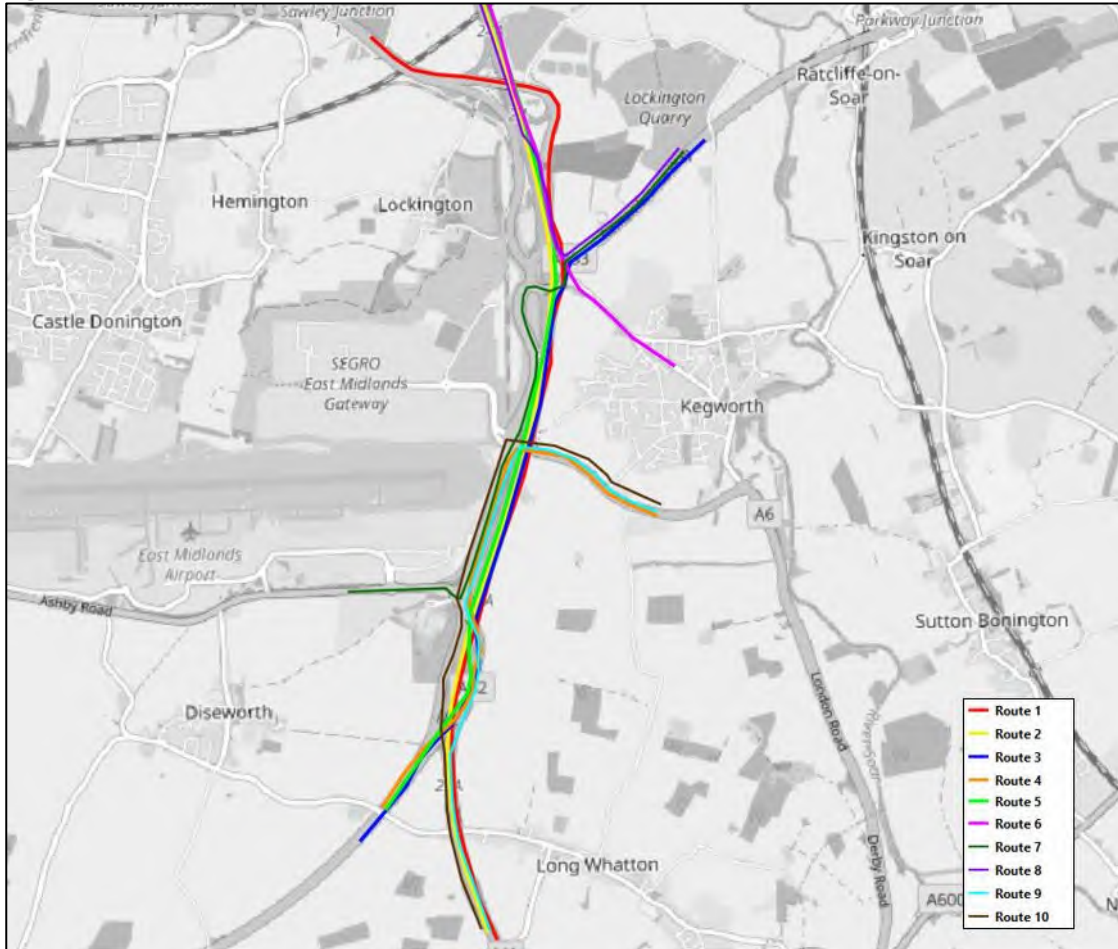 Sawley Junction
Parkway Junction
Ratcliffe-on-
Soar
Lockington
Quarry
Hemington
Lockington
Kingston on
Soar
Castle Donington
SEGRO
East Midlands
Gateway
Kegworth
A6
East Midlands
Airport
Ashby Road
Sutton Bonington
Diseworth
London Road
River Soar
Long Whatton
Derby Road
Route 1
Route 2
Route 3
Route 4
Route 5
Route 6
Route 7
Route 8
Route 9
Route 10